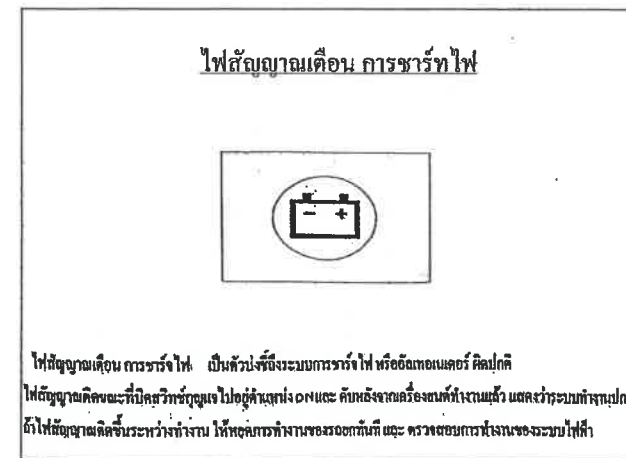 ไฟสัญญาณเตือน การชาร์ทไฟ
- +
ไฟสัญญาณเตือน การชาร์จไฟ เป็นตัวบ่งชี้ถึงระบบการชาร์จไฟ หรืออัลเทอเนเตอร์ ผิดปกติ
ไฟสัญญาณติดขณะที่บิดสวิทช์กุญแจไปอยู่ตำแหน่ง ON และ ดับหลังจากเครื่องยนต์ทำงานแล้ว แสดงว่าระบบทำงานปก
ถ้าไฟสัญญาณติดขึ้นระหว่างทำงาน ให้หยุดการทำงานของรถยกทันที และ ตรวจสอบการทำงานของระบบไฟฟ้า